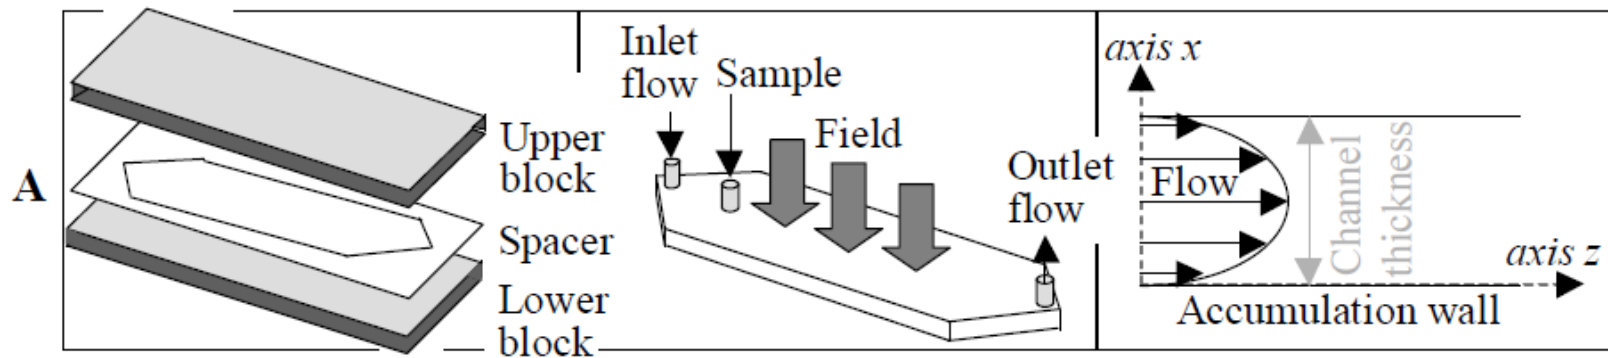 A
Upper
block
Spacer
Lower
block
Inlet
flow
Sample
Field
Outlet
flow
axis x
Flow
Channel
thickness
axis z
Accumulation wall